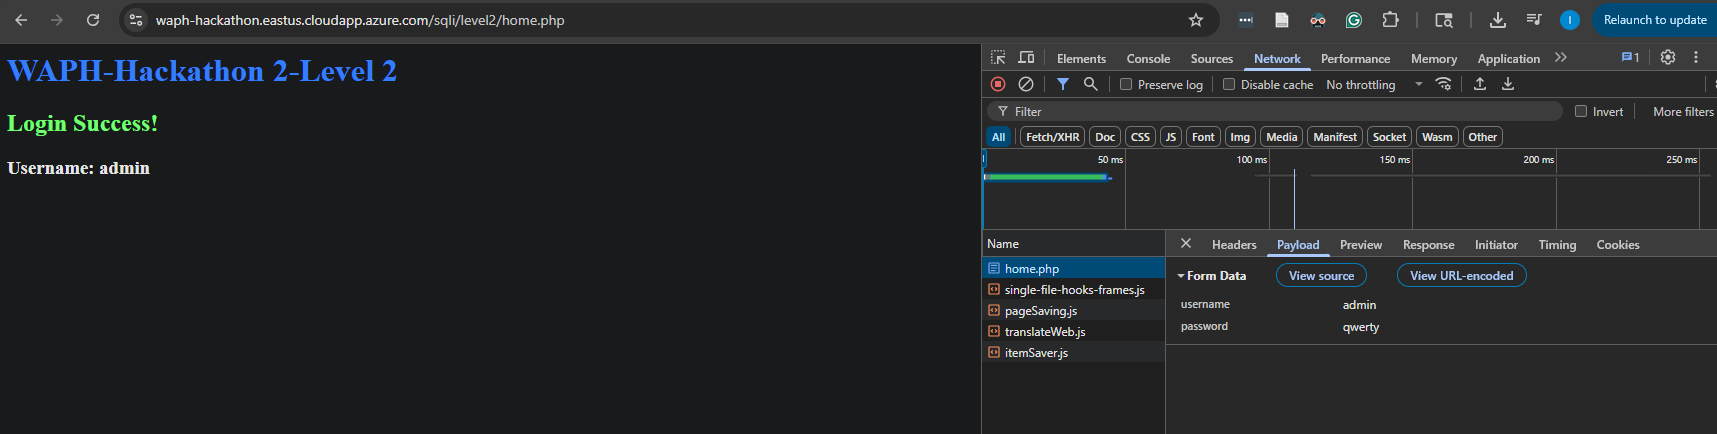 waph-hackathon.eastus.cloudapp.azure.com/sqli/level2/home.php
I
Relaunch to update
WAPH-Hackathon 2-Level 2
Login Success!
Username: admin
Elements Console Sources Network Performance Memory Application 1
Preserve log Disable cache No throttling
Filter Invert More filters
All Fetch/XHR Doc CSS JS Font Img Media Manifest Socket Wasm Other
50 ms 100 ms 150 ms 200 ms 250 ms
Name
home.php
single-file-hooks-frames.js
pageSaving.js
translateWeb.js
itemSaver.js
Headers Payload Preview Response Initiator Timing Cookies
Form Data View source View URL-encoded
username admin
password qwerty